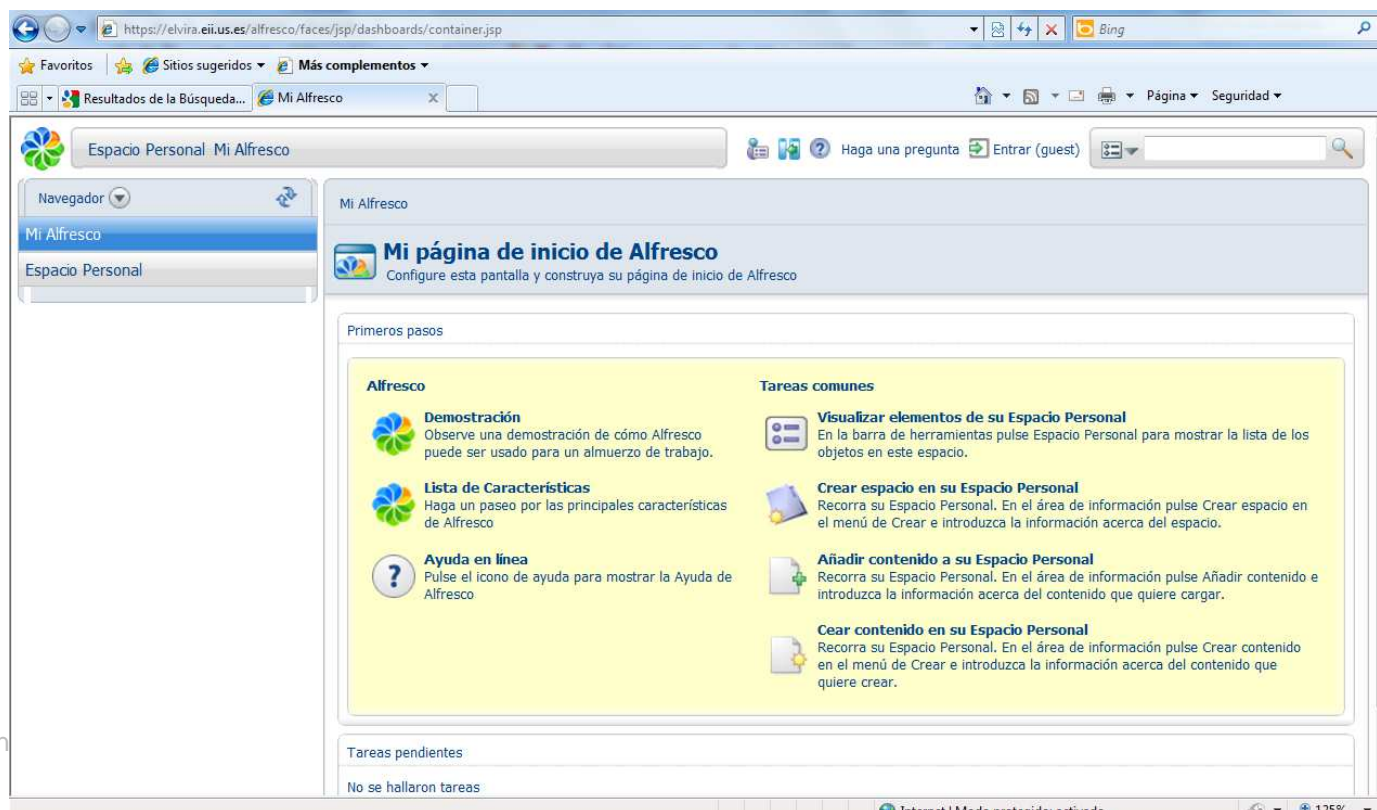 https://elvira.eii.us.es/alfresco/faces/jsp/dashboards/container.jsp
Bing
Favoritos
Sitios sugeridos
Más complementos
Resultados de la Búsqueda...
Mi Alfresco
X
Página
Seguridad
Espacio Personal Mi Alfresco
Haga una pregunta
Entrar (guest)
Navegador
Mi Alfresco
Espacio Personal
Mi Alfresco
Mi página de inicio de Alfresco
Configure esta pantalla y construya su página de inicio de Alfresco
Primeros pasos
Alfresco
Demostración
Observe una demostración de cómo Alfresco
puede ser usado para un almuerzo de trabajo.
Lista de Características
Haga un paseo por las principales características
de Alfresco
Ayuda en línea
Pulse el icono de ayuda para mostrar la Ayuda de
Alfresco
Tareas comunes
Visualizar elementos de su Espacio Personal
En la barra de herramientas pulse Espacio Personal para mostrar la lista de los
objetos en este espacio.
Crear espacio en su Espacio Personal
Recorra su Espacio Personal. En el área de información pulse Crear espacio en
el menú de Crear e introduzca la información acerca del espacio.
Añadir contenido a su Espacio Personal
Recorra su Espacio Personal. En el área de información pulse Añadir contenido e
introduzca la información acerca del contenido que quiere cargar.
Cear contenido en su Espacio Personal
Recorra su Espacio Personal. En el área de información pulse Crear contenido
en el menú de Crear e introduzca la información acerca del contenido que
quiere crear.
Tareas pendientes
No se hallaron tareas
Internet | Modo protegido: activado
125%